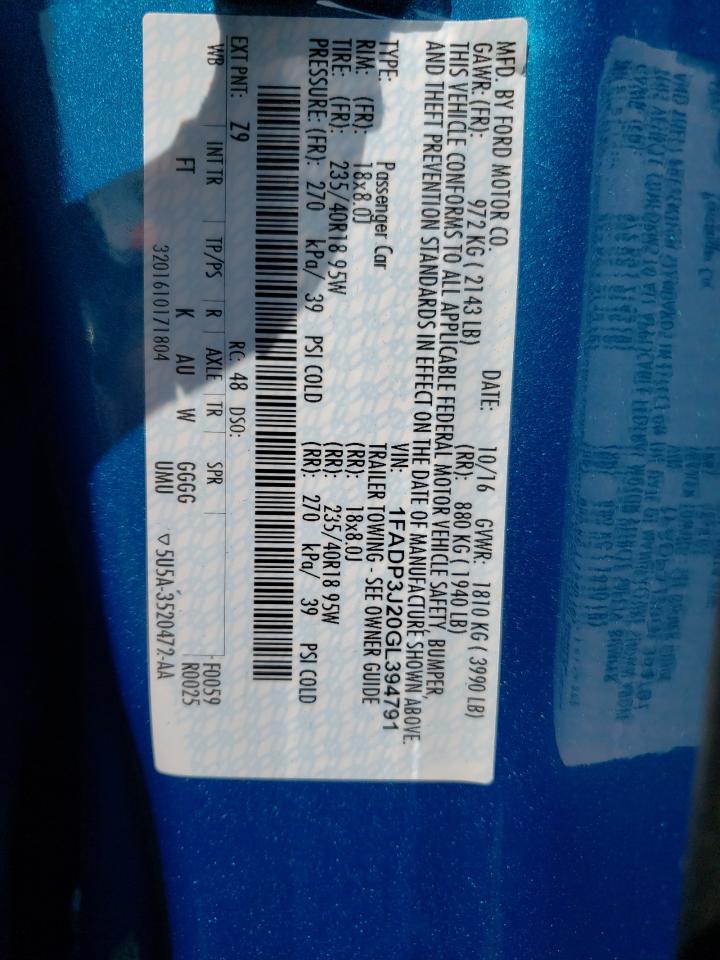 MFD. BY FORD MOTOR CO. DATE: 10/16 GVWR: 1810 KG ( 3990 LB)
GAWR: (FR): 972 KG ( 2143 LB) (RR): 880 KG ( 1940 LB)
THIS VEHICLE CONFORMS TO ALL APPLICABLE FEDERAL MOTOR VEHICLE SAFETY, BUMPER,
AND THEFT PREVENTION STANDARDS IN EFFECT ON THE DATE OF MANUFACTURE SHOWN ABOVE.
VIN: 1FADP3J20GL394791
TYPE: Passenger Car TRAILER TOWING - SEE OWNER GUIDE
RIM: (FR): 18x8.0J (RR): 18x8.0J
TIRE: (FR): 235/40R18 95W (RR): 235/40R18 95W
PRESSURE: (FR): 270 kPa/ 39 PSI COLD (RR): 270 kPa/ 39 PSI COLD
EXT PNT: Z9 RC: 48 DSO: F0059
WB INT TR TP/PS R AXLE TR SPR R0025
FT K AU W GGGG
3201610171804 UMU ▽5U5A-3520472-AA